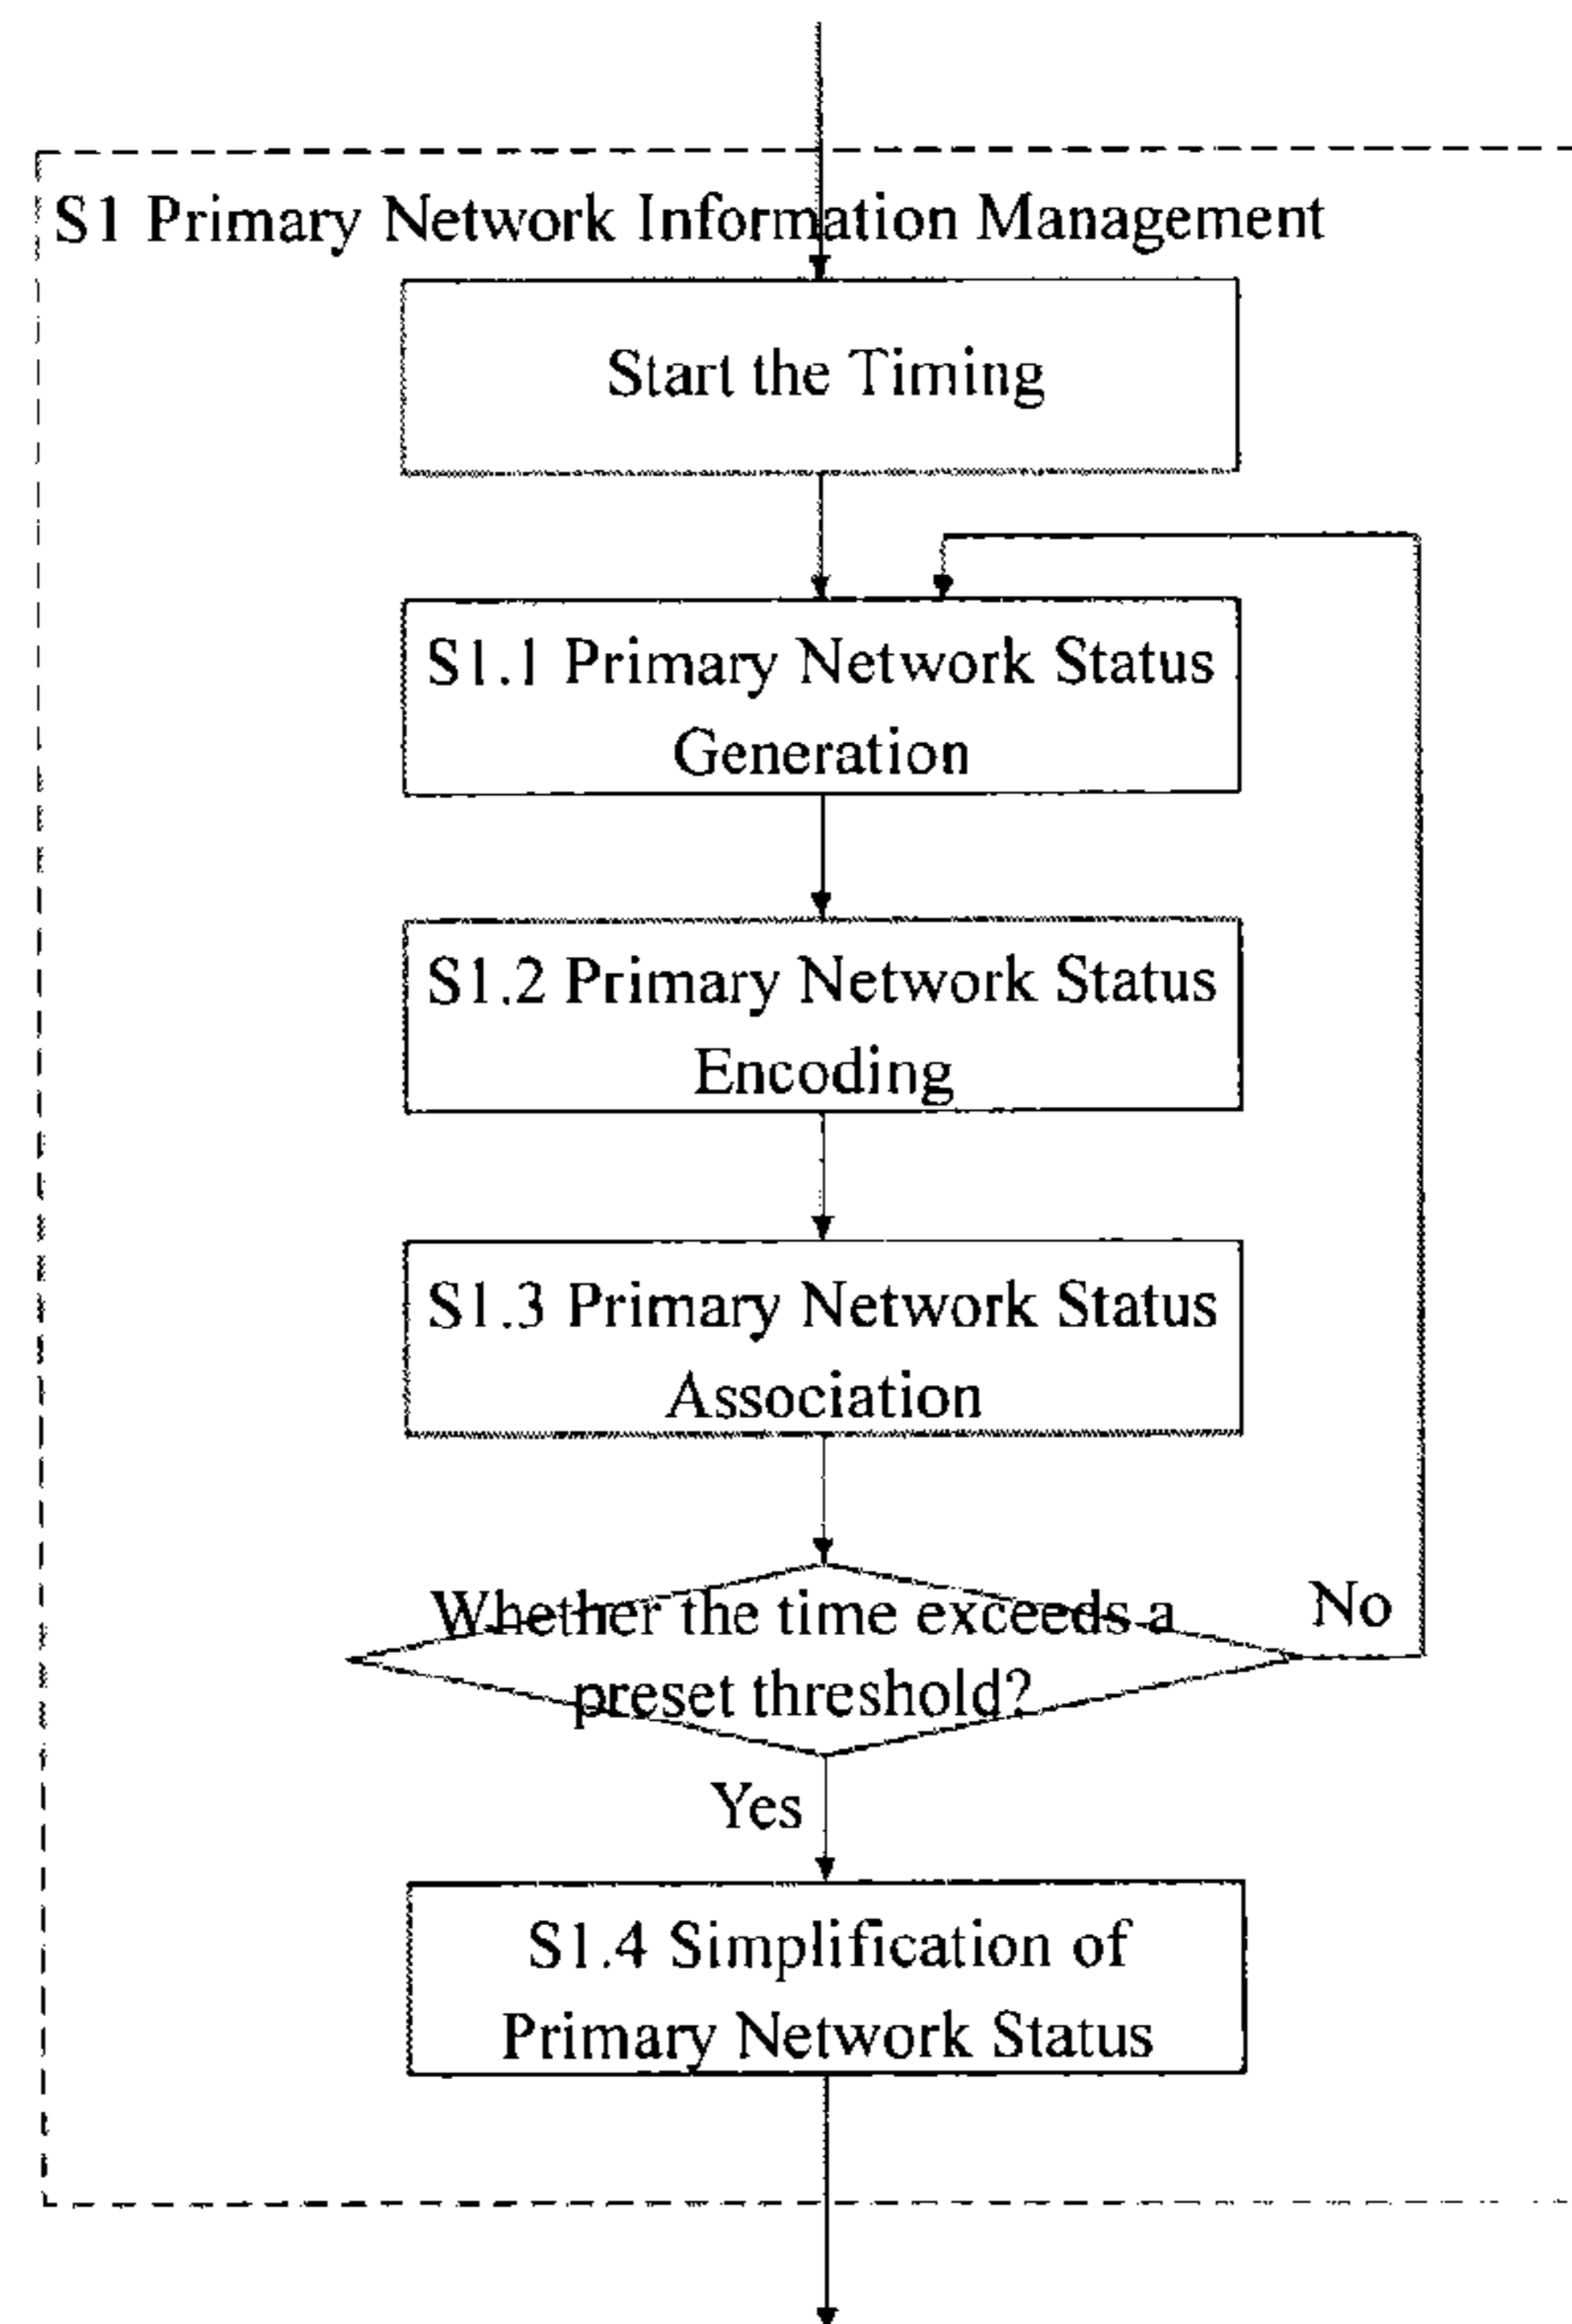 S1 Primary Network Information Management
Start the Timing
S1.1 Primary Network Status
Generation
S1.2 Primary Network Status
Encoding
S1.3 Primary Network Status
Association
Whether the time exceeds a
preset threshold?
No
Yes
S1.4 Simplification of
Primary Network Status